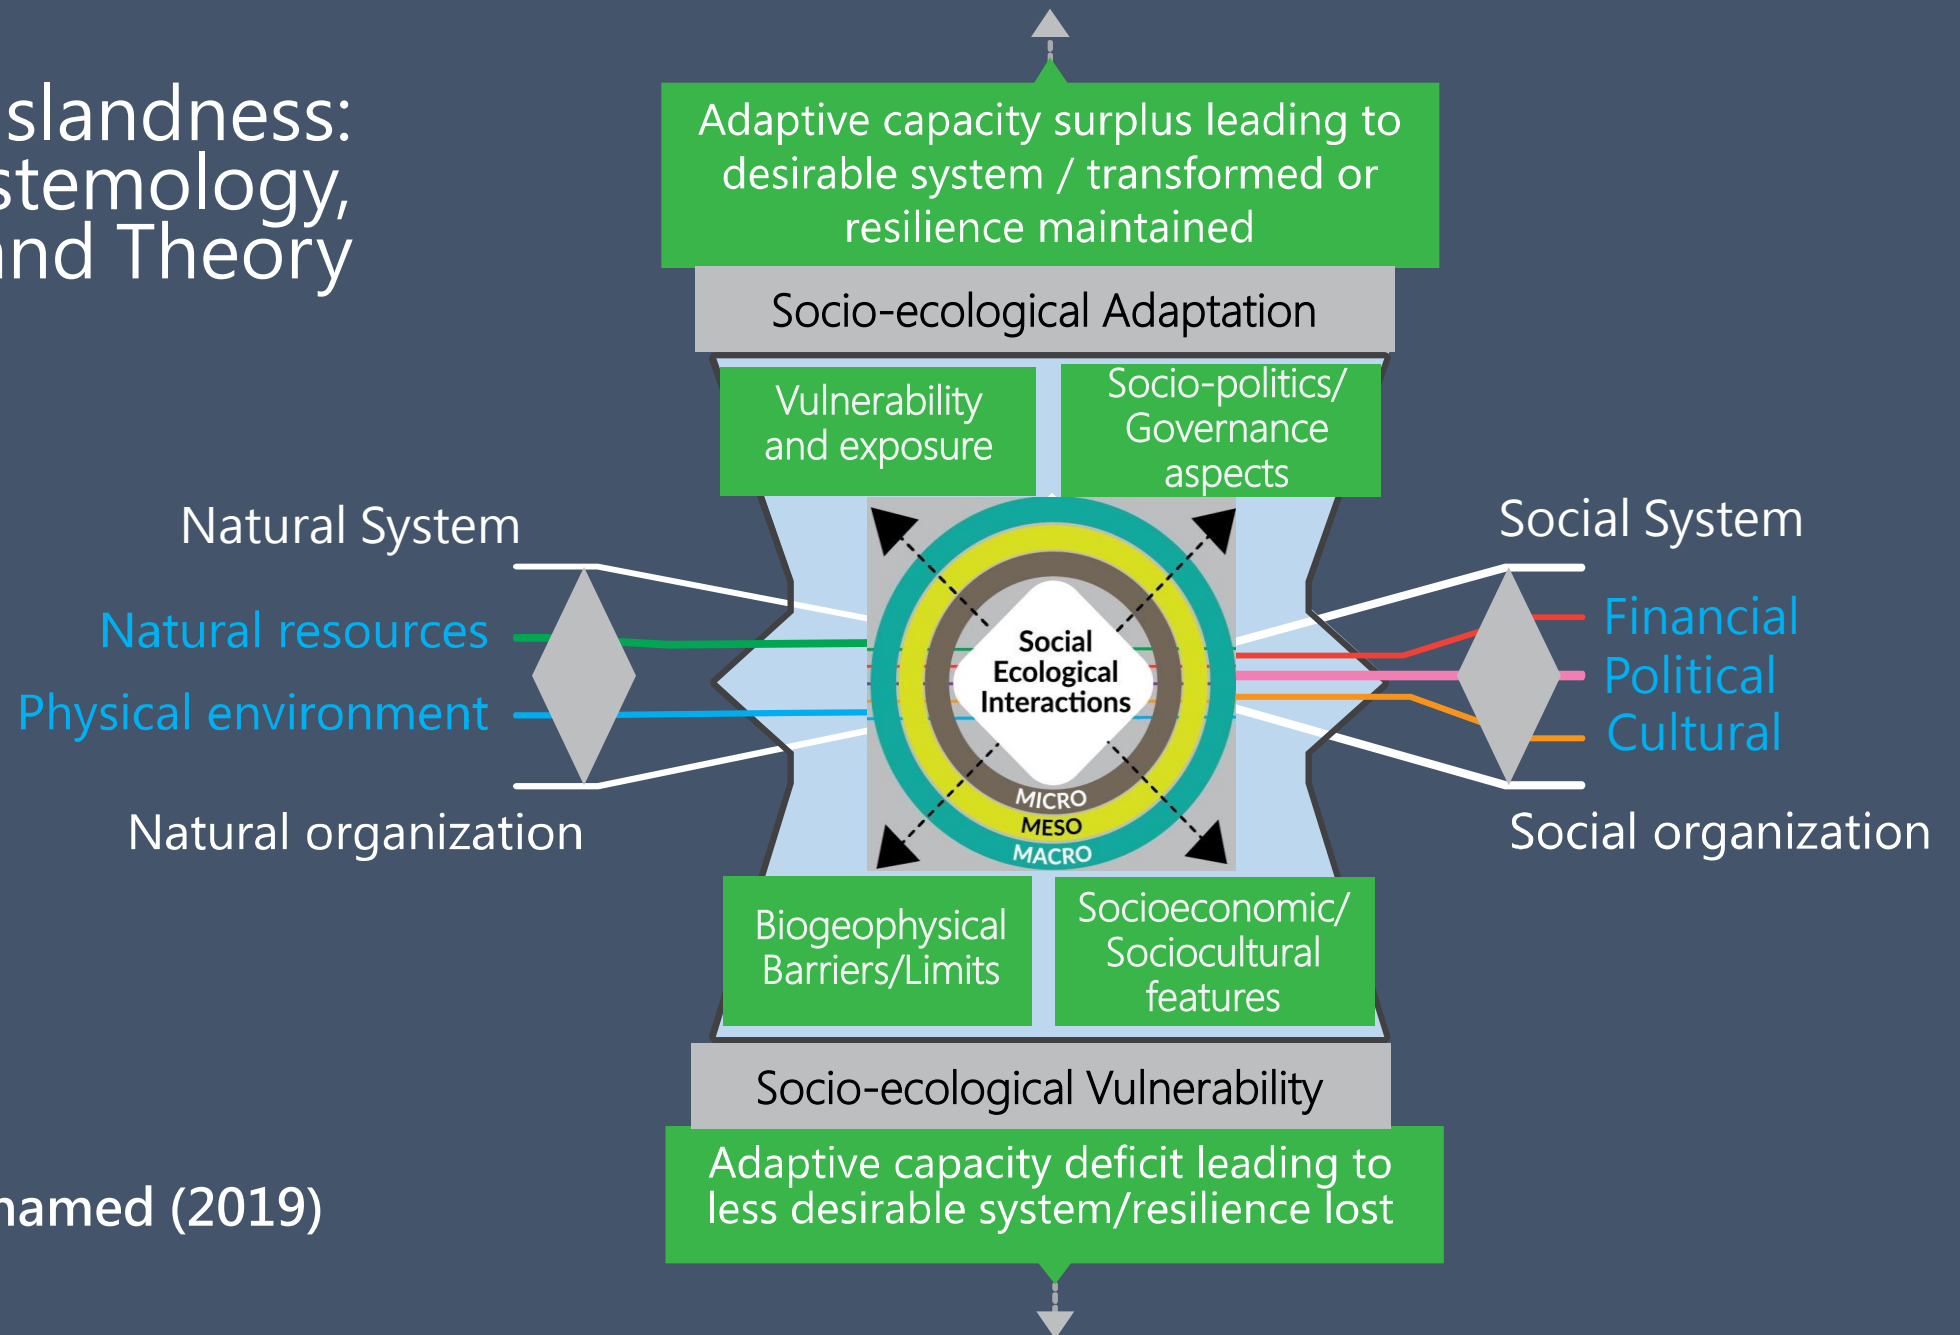 slandness:
stemology,
and Theory
Adaptive capacity surplus leading to
desirable system / transformed or
resilience maintained
Socio-ecological Adaptation
Vulnerability
and exposure
Socio-politics/
Governance
aspects
Natural System
Natural resources
Physical environment
Natural organization
Social
Ecological
Interactions
MICRO
MESO
MACRO
Social System
Financial
Political
Cultural
Social organization
Biogeophysical
Barriers/Limits
Socioeconomic/
Sociocultural
features
Socio-ecological Vulnerability
Adaptive capacity deficit leading to
less desirable system/resilience lost
amed (2019)